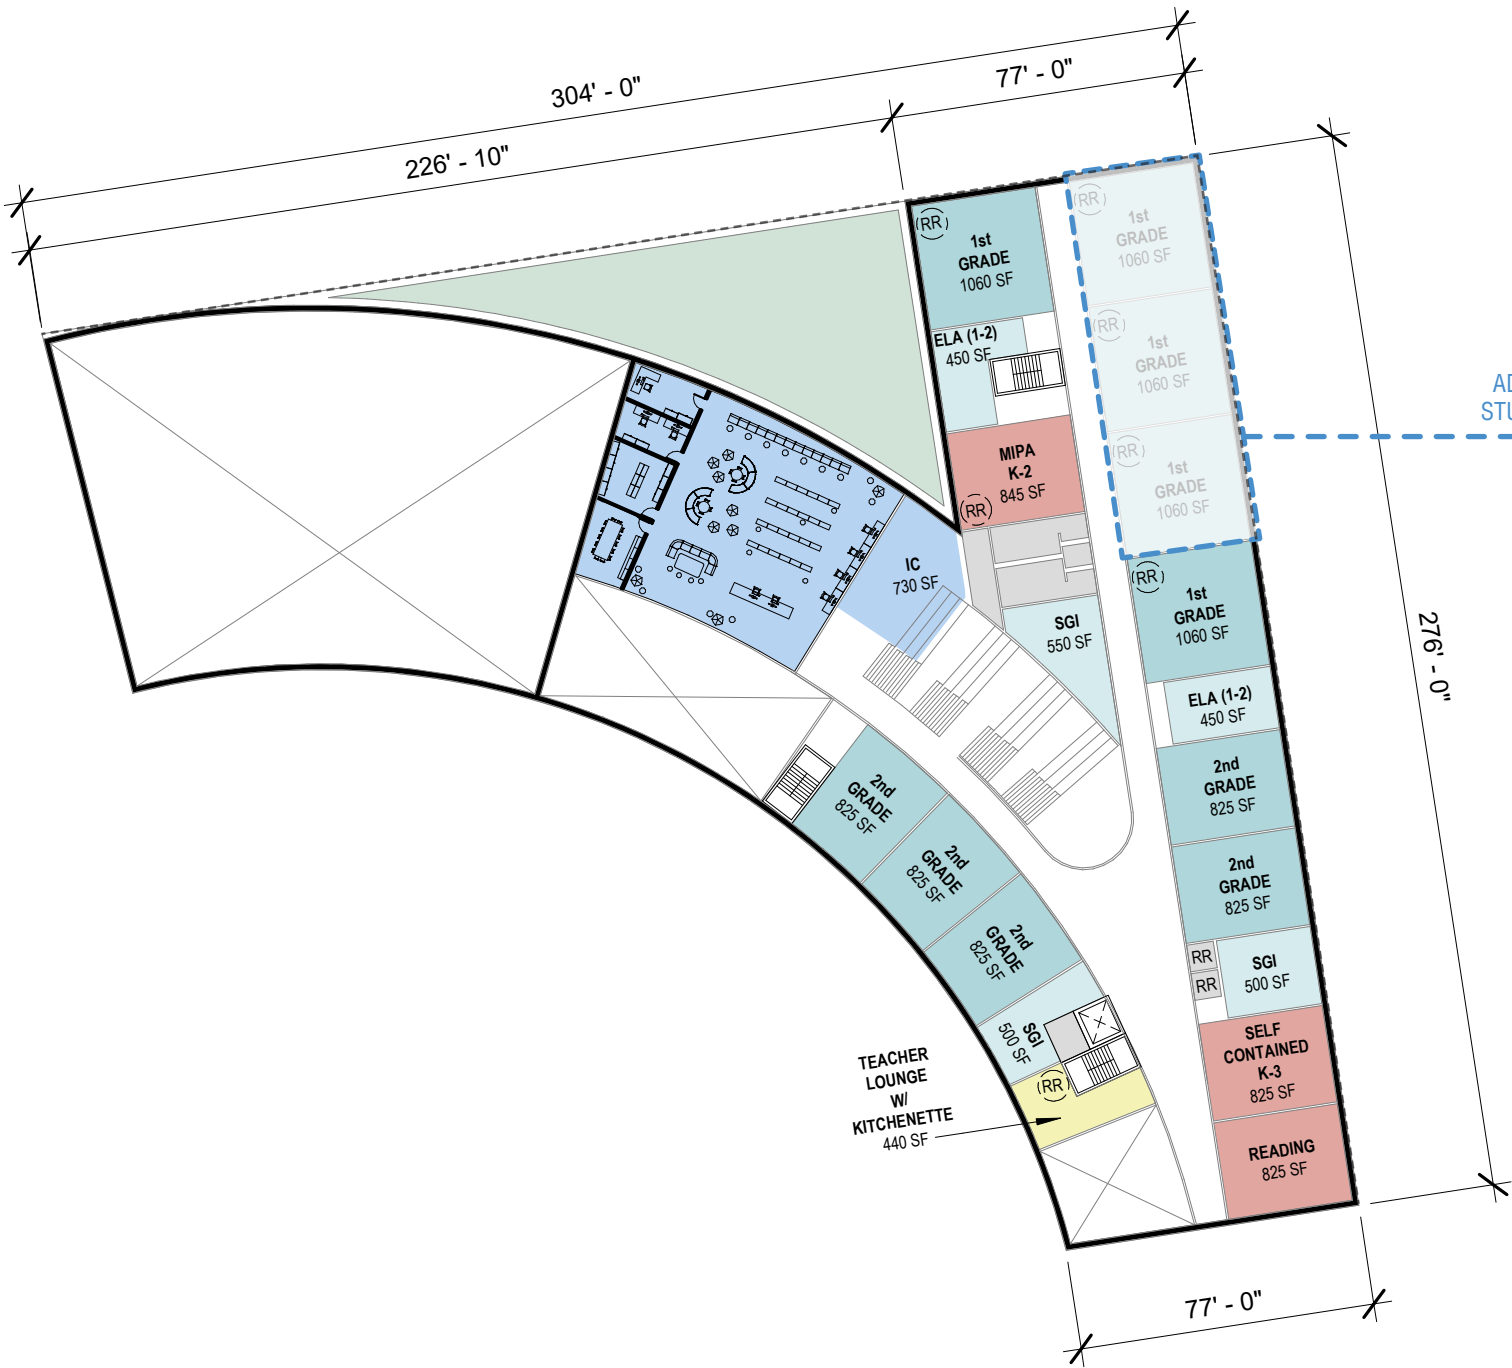 304' - 0"
77' - 0"
226' - 10"
RR
1st
GRADE
1060 SF
RR
1st
GRADE
1060 SF
ELA (1-2)
450 SF
RR
1st
GRADE
1060 SF
AD
STU
MIPA
K-2
845 SF
RR
RR
1st
GRADE
1060 SF
IC
730 SF
RR
1st
GRADE
1060 SF
SGI
550 SF
276' - 0"
ELA (1-2)
450 SF
2nd
GRADE
825 SF
2nd
GRADE
825 SF
2nd
GRADE
825 SF
2nd
GRADE
825 SF
2nd
GRADE
825 SF
RR
RR
SGI
500 SF
SGI
500 SF
SELF
CONTAINED
K-3
825 SF
TEACHER
LOUNGE
W/
KITCHENETTE
440 SF
RR
READING
825 SF
77' - 0"